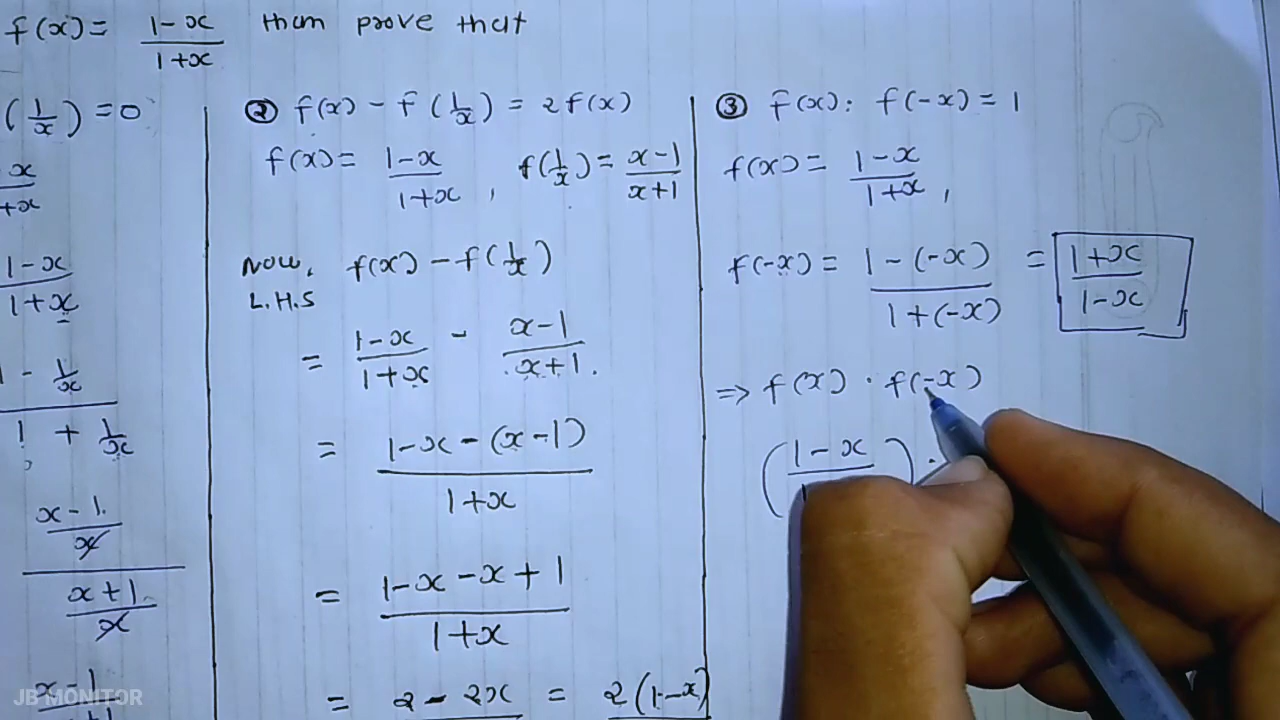 f(x) = (1-x)/(1+x) then prove that
(1/x) = 0
x/+x
(1-x)/(1+x)
1 - 1/x
1 + 1/x
(x-1)/x
(x+1)/x
x-1
② f(x) - f(1/x) = 2f(x)
f(x) = (1-x)/(1+x) , f(1/x) = (x-1)/(x+1)
NOW, f(x) - f(1/x)
L.H.S
= (1-x)/(1+x) - (x-1)/(x+1)
= (1-x-(x-1))/(1+x)
= (1-x-x+1)/(1+x)
= 2-2x = 2(1-x)
③ f(x). f(-x) = 1
f(x) = (1-x)/(1+x) ,
f(-x) = (1-(-x))/(1+(-x)) = (1+x)/(1-x)
⇒ f(x) · f(-x)
(1-x) ·
JB MONITOR